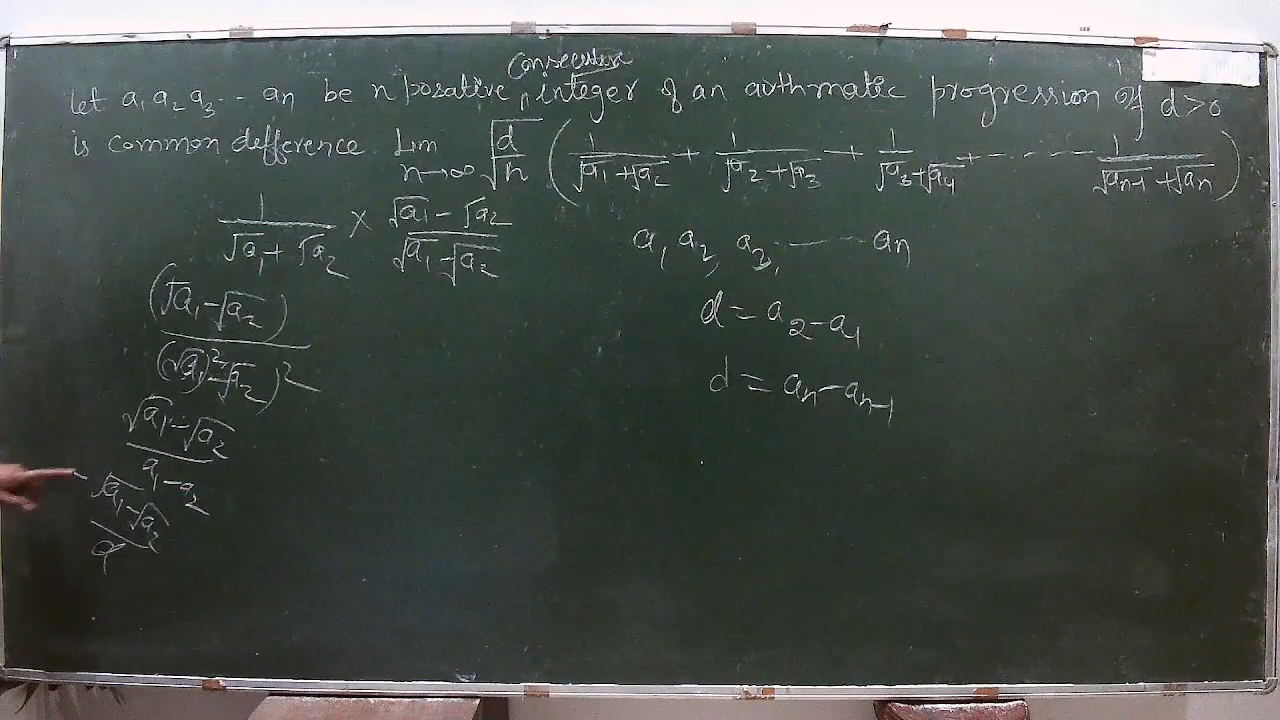 Consecutive
let a₁ a₂ a₃ ... aₙ be n posative, integer of an arithmatic progression If d>0
is common defference Lim n→∞ √(d/n) (1/(√a₁+√a₂) + 1/(√a₂+√a₃) + 1/(√a₃+√a₄) + ... 1/(√aₙ₋₁+√aₙ))
1/(√a₁+√a₂) × (√a₁-√a₂)/(√a₁-√a₂)
(√a₁-√a₂)/((√a₁)²-(√a₂)²)
(√a₁-√a₂)/(a₁-a₂)
-(√a₁-√a₂)/d
a₁ a₂, a₃, ... aₙ
d = a₂-a₁
d = aₙ-aₙ₋₁